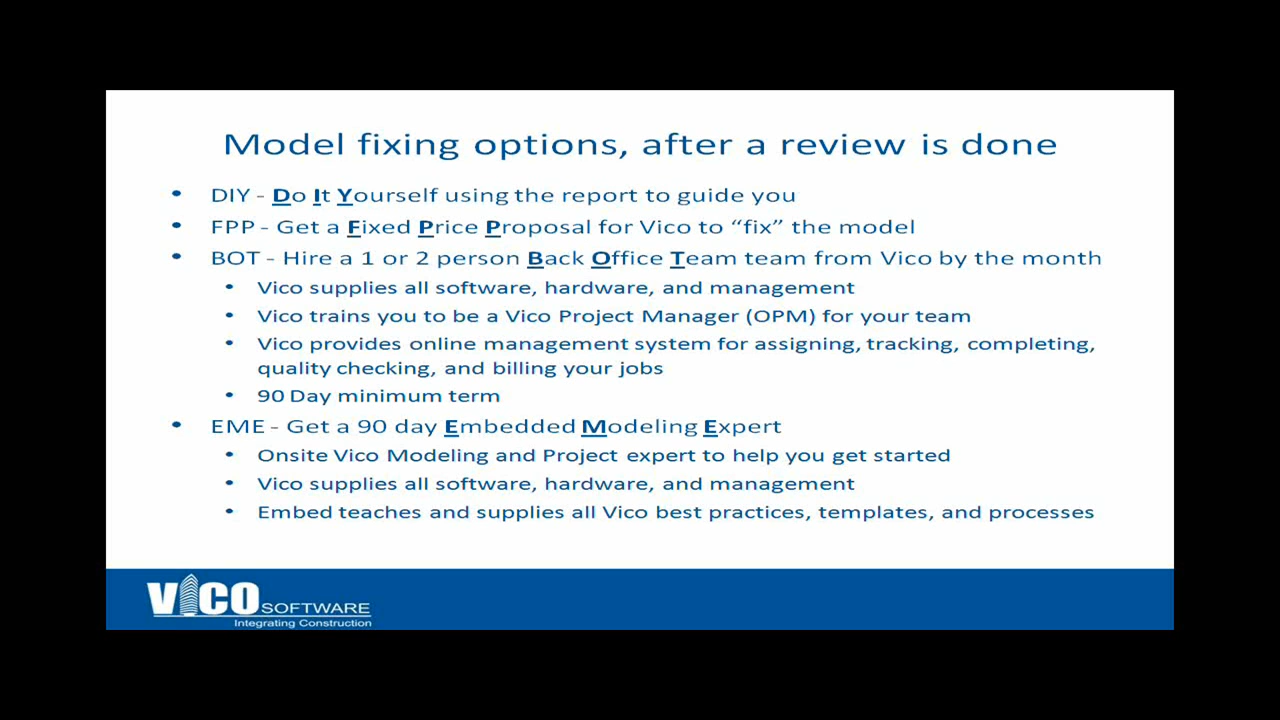 Model fixing options, after a review is done
• DIY - Do It Yourself using the report to guide you
• FPP - Get a Fixed Price Proposal for Vico to “fix” the model
• BOT - Hire a 1 or 2 person Back Office Team team from Vico by the month
• Vico supplies all software, hardware, and management
• Vico trains you to be a Vico Project Manager (OPM) for your team
• Vico provides online management system for assigning, tracking, completing,
quality checking, and billing your jobs
• 90 Day minimum term
• EME - Get a 90 day Embedded Modeling Expert
• Onsite Vico Modeling and Project expert to help you get started
• Vico supplies all software, hardware, and management
• Embed teaches and supplies all Vico best practices, templates, and processes
VICO SOFTWARE
Integrating Construction